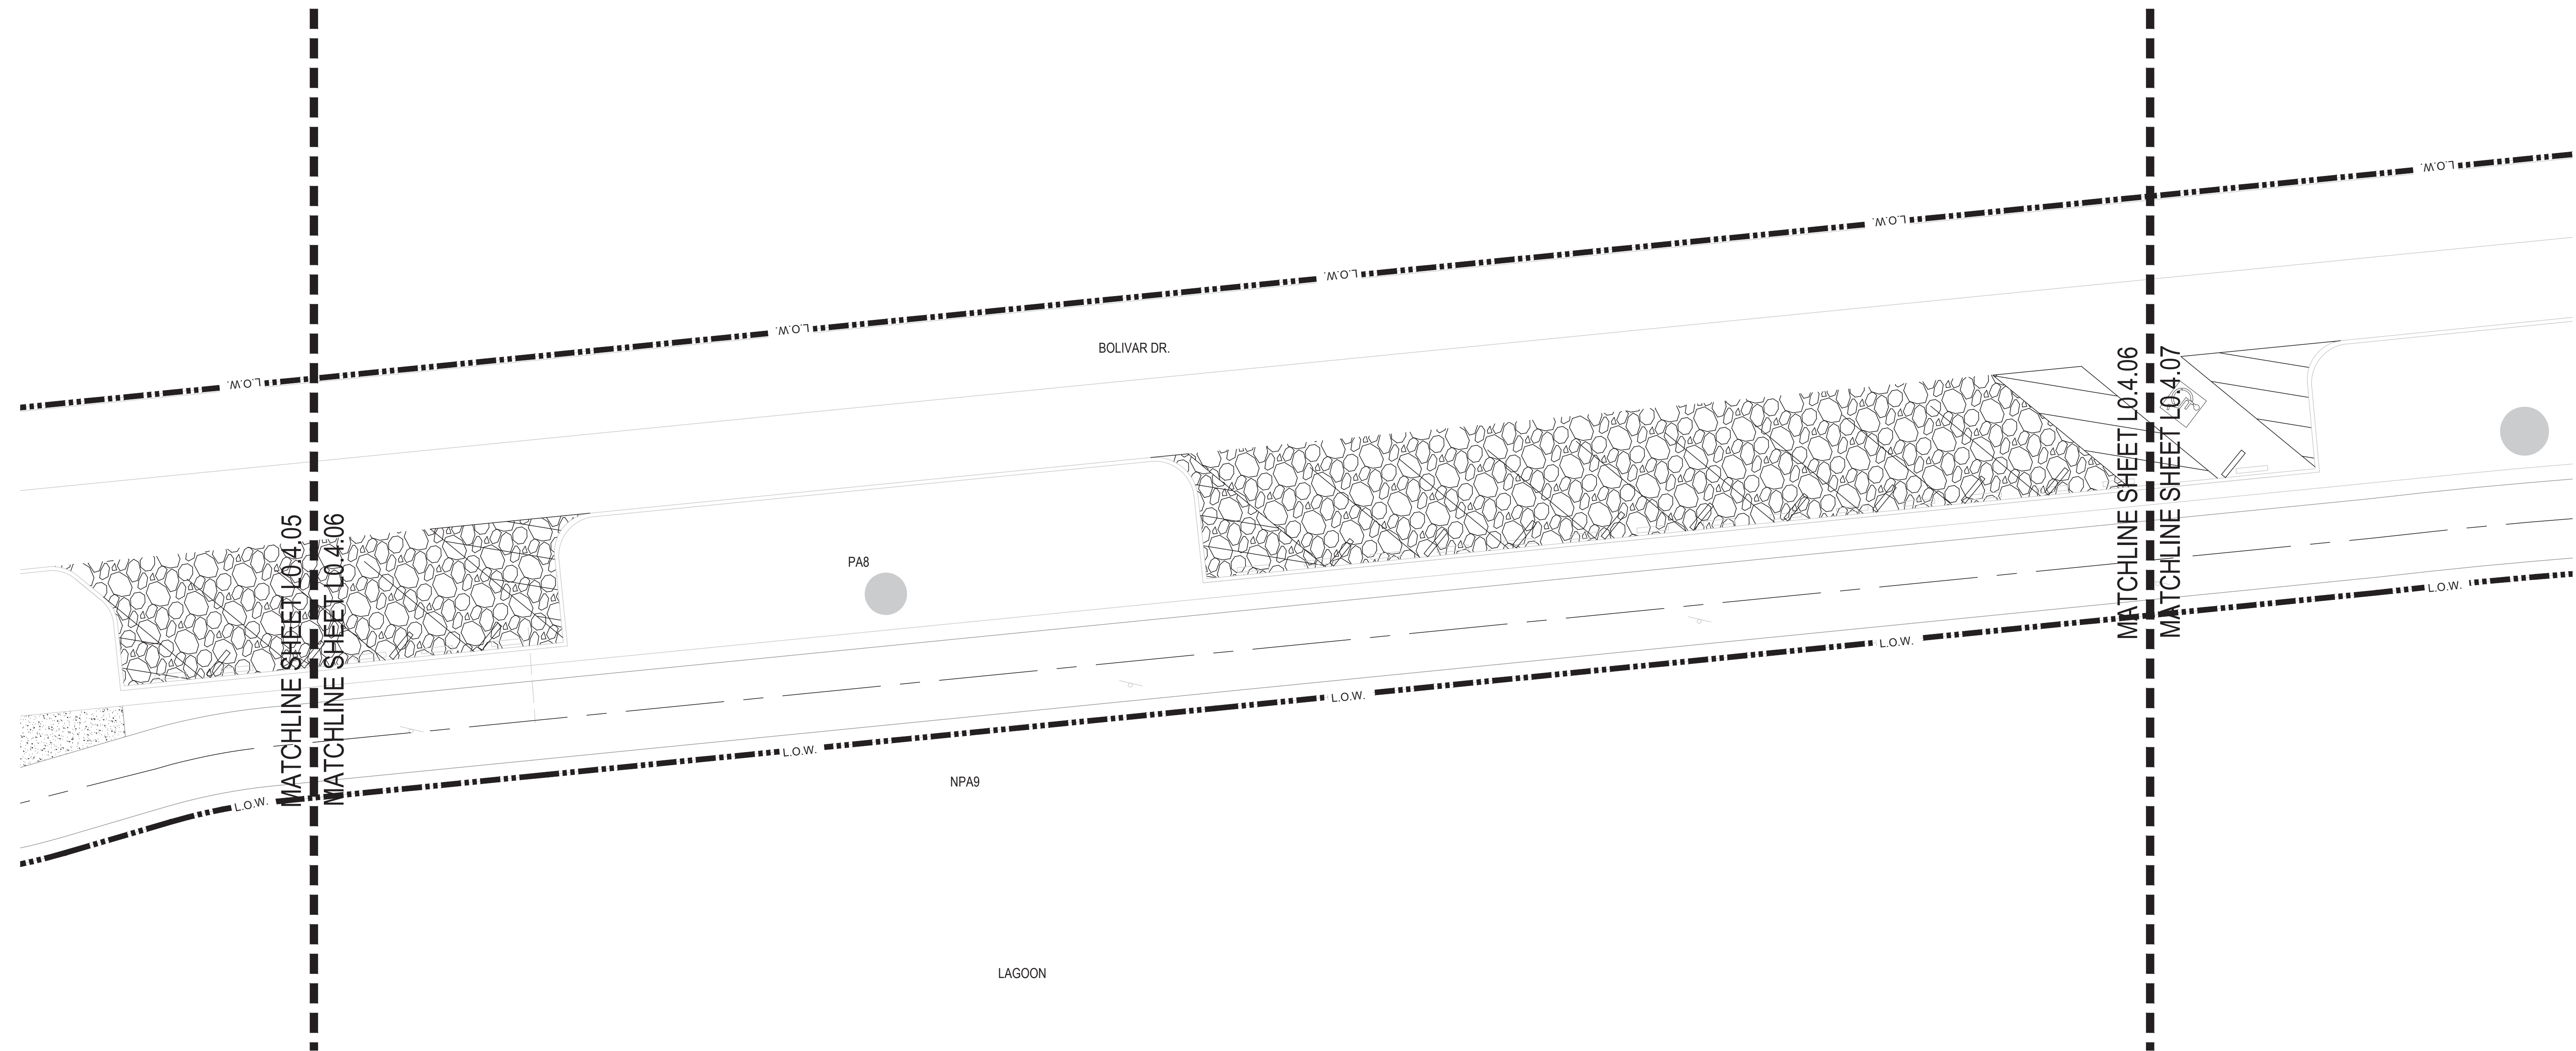 L.O.W.
L.O.W.
L.O.W.
L.O.W.
L.O.W.
BOLIVAR DR.
MATCHLINE SHEET L0.4.06
MATCHLINE SHEET L0.4.07
MATCHLINE SHEET L0.4.05
MATCHLINE SHEET L0.4.06
PA8
L.O.W.
L.O.W.
L.O.W.
L.O.W.
L.O.W.
NPA9
LAGOON